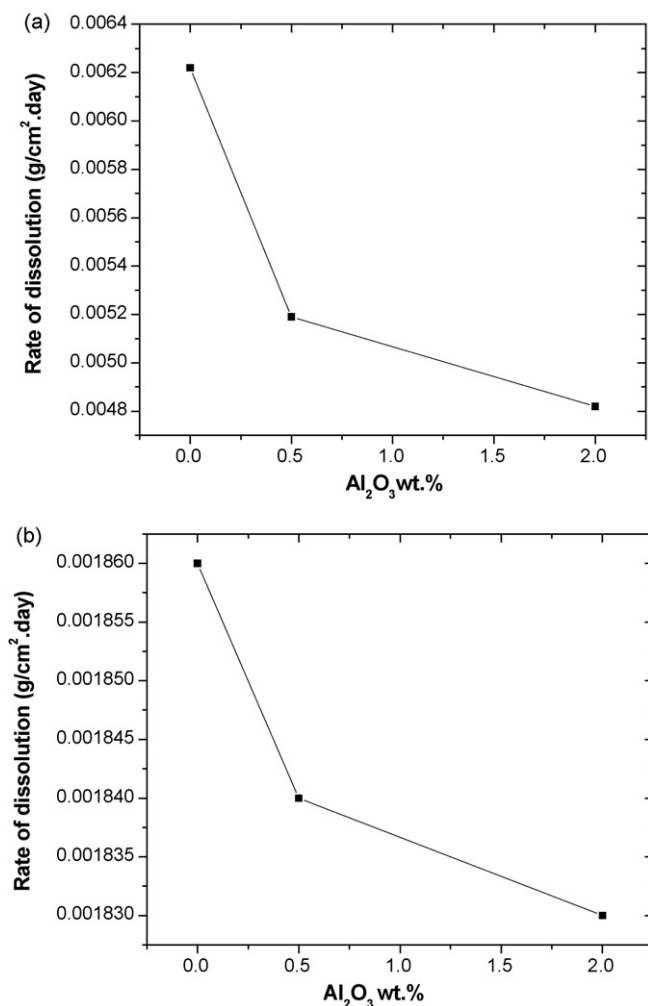 (a)
0.0064
0.0062
0.0060
0.0058
0.0056
0.0054
0.0052
0.0050
0.0048
Rate of dissolution (g/cm².day)
0.0 0.5 1.0 1.5 2.0
Al₂O₃wt.%
(b)
0.001860
0.001855
0.001850
0.001845
0.001840
0.001835
0.001830
Rate of dissolution (g/cm².day)
0.0 0.5 1.0 1.5 2.0
Al₂O₃ wt.%